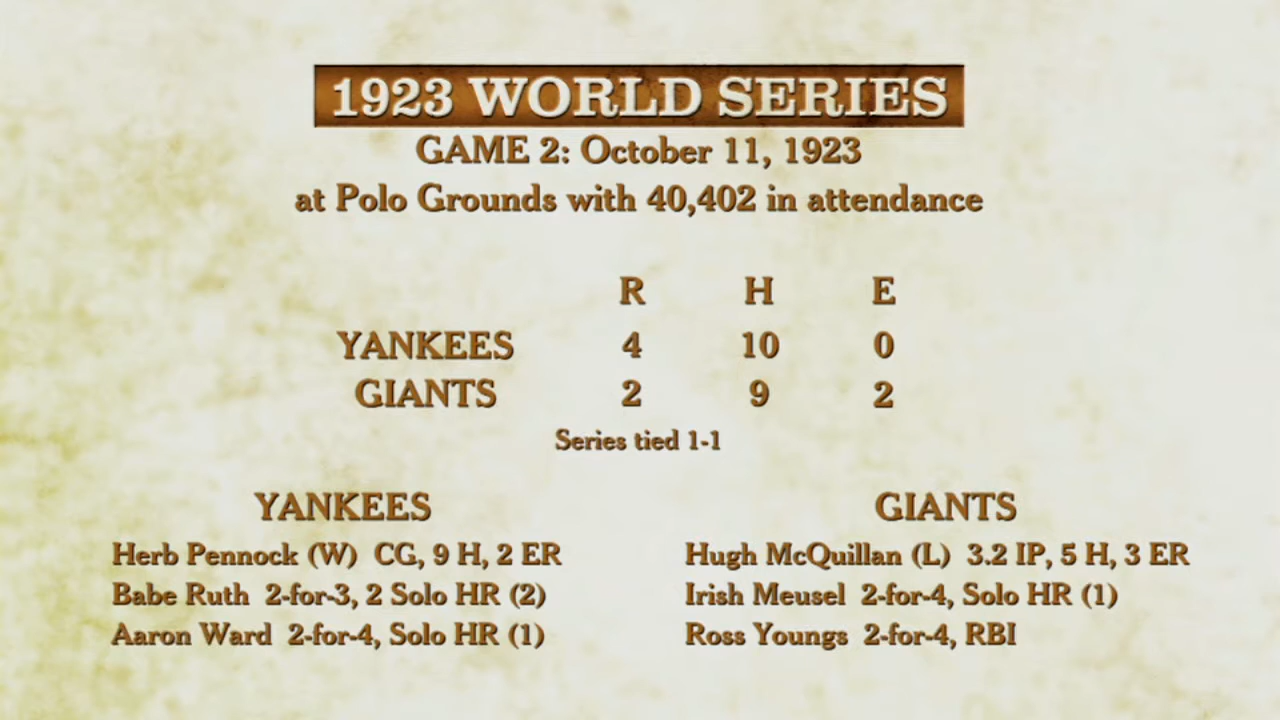 1923 WORLD SERIES
GAME 2: October 11, 1923
at Polo Grounds with 40,402 in attendance
R H E
YANKEES 4 10 0
GIANTS 2 9 2
Series tied 1-1
YANKEES
Herb Pennock (W) CG, 9 H, 2 ER
Babe Ruth 2-for-3, 2 Solo HR (2)
Aaron Ward 2-for-4, Solo HR (1)
GIANTS
Hugh McQuillan (L) 3.2 IP, 5 H, 3 ER
Irish Meusel 2-for-4, Solo HR (1)
Ross Youngs 2-for-4, RBI